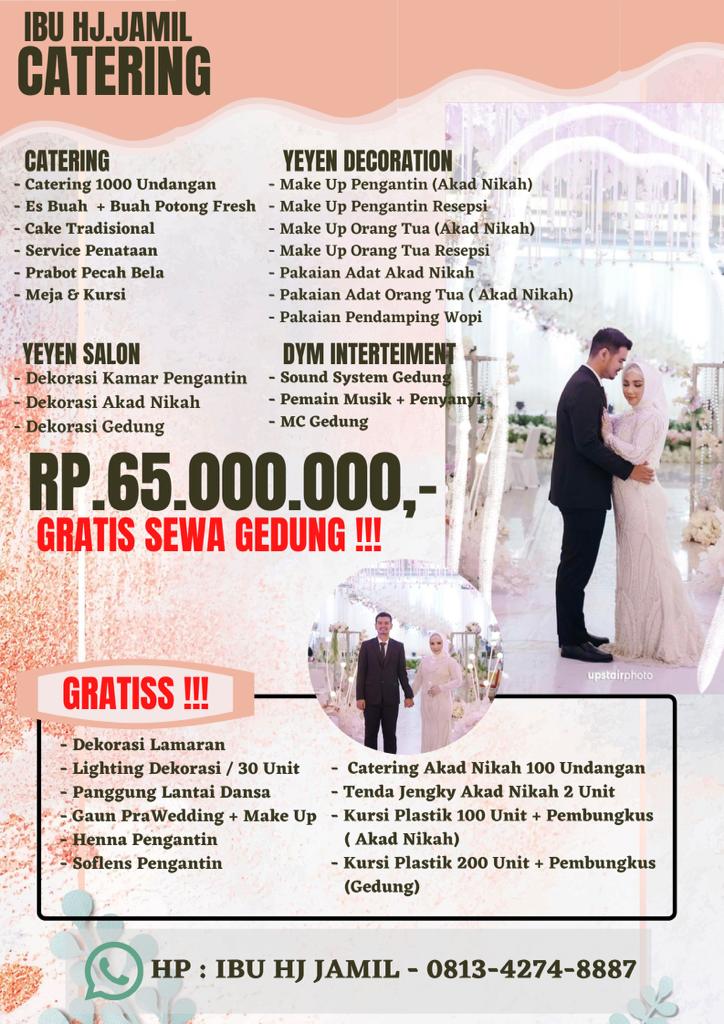 IBU HJ.JAMIL
CATERING
CATERING
- Catering 1000 Undangan
- Es Buah + Buah Potong Fresh
- Cake Tradisional
- Service Penataan
- Prabot Pecah Bela
- Meja & Kursi
YEYEN DECORATION
- Make Up Pengantin (Akad Nikah)
- Make Up Pengantin Resepsi
- Make Up Orang Tua (Akad Nikah)
- Make Up Orang Tua Resepsi
- Pakaian Adat Akad Nikah
- Pakaian Adat Orang Tua ( Akad Nikah)
- Pakaian Pendamping Wopi
YEYEN SALON
- Dekorasi Kamar Pengantin
- Dekorasi Akad Nikah
- Dekorasi Gedung
DYM INTERTEIMENT
- Sound System Gedung
- Pemain Musik + Penyanyi
- MC Gedung
RP.65.000.000,-
GRATIS SEWA GEDUNG !!!
upstairphoto
GRATISS !!!
- Dekorasi Lamaran
- Lighting Dekorasi / 30 Unit
- Panggung Lantai Dansa
- Gaun PraWedding + Make Up
- Henna Pengantin
- Soflens Pengantin
- Catering Akad Nikah 100 Undangan
- Tenda Jengky Akad Nikah 2 Unit
- Kursi Plastik 100 Unit + Pembungkus
( Akad Nikah)
- Kursi Plastik 200 Unit + Pembungkus
(Gedung)
HP : IBU HJ JAMIL - 0813-4274-8887